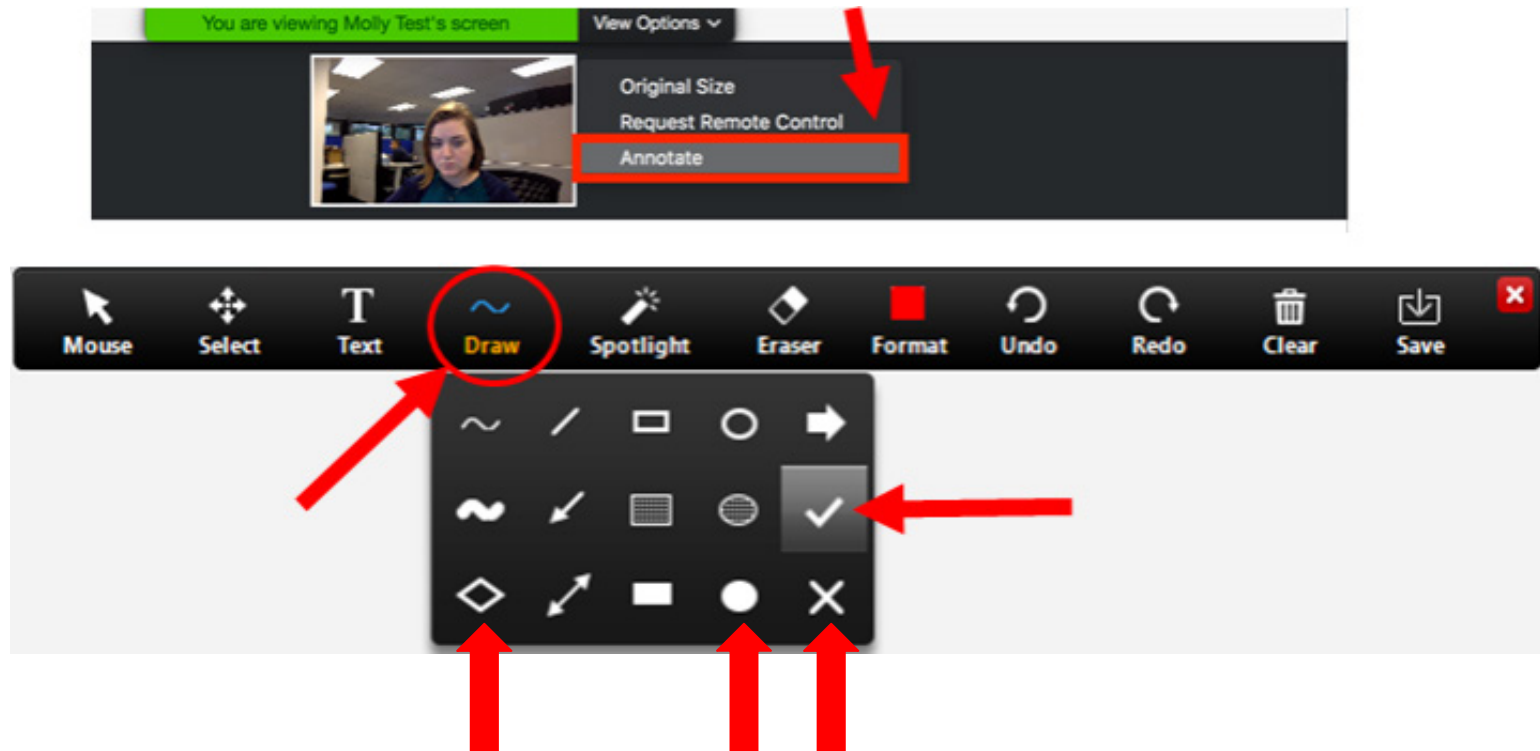 You are viewing Molly Test's screen View Options
Original Size
Request Remote Control
Annotate
Mouse Select Text Draw Spotlight Eraser Format Undo Redo Clear Save